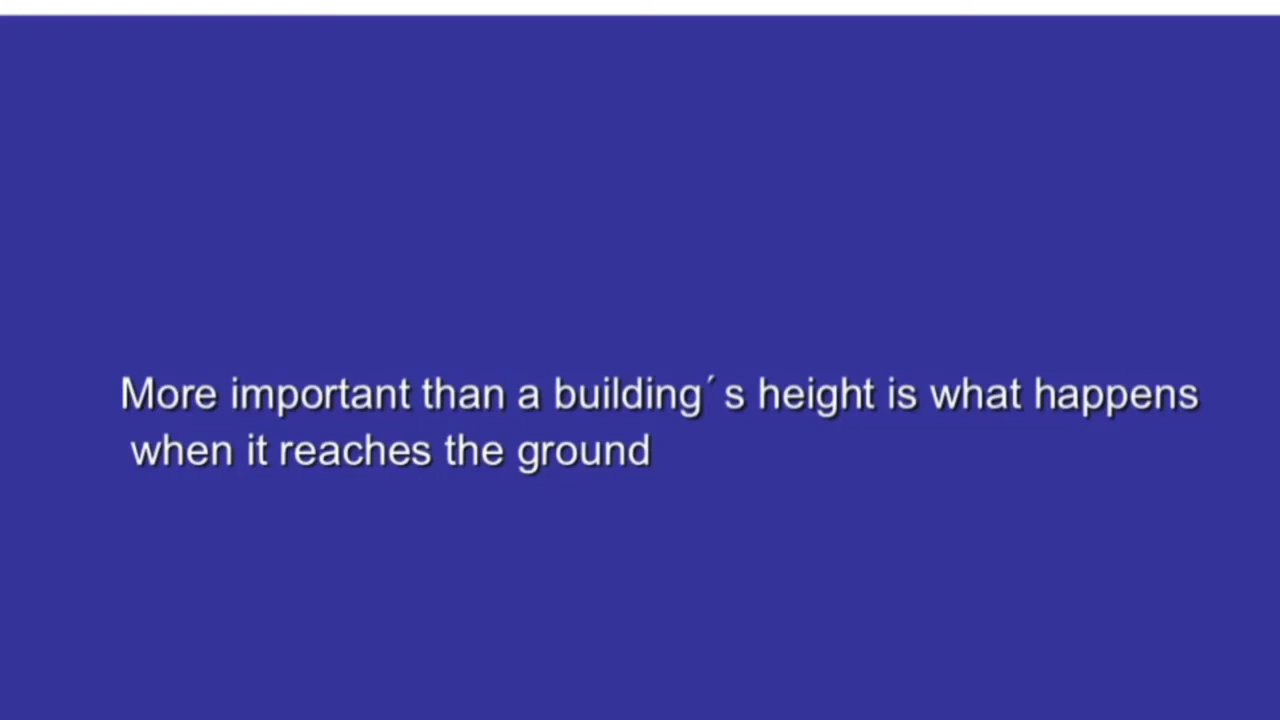 More important than a building´s height is what happens
when it reaches the ground